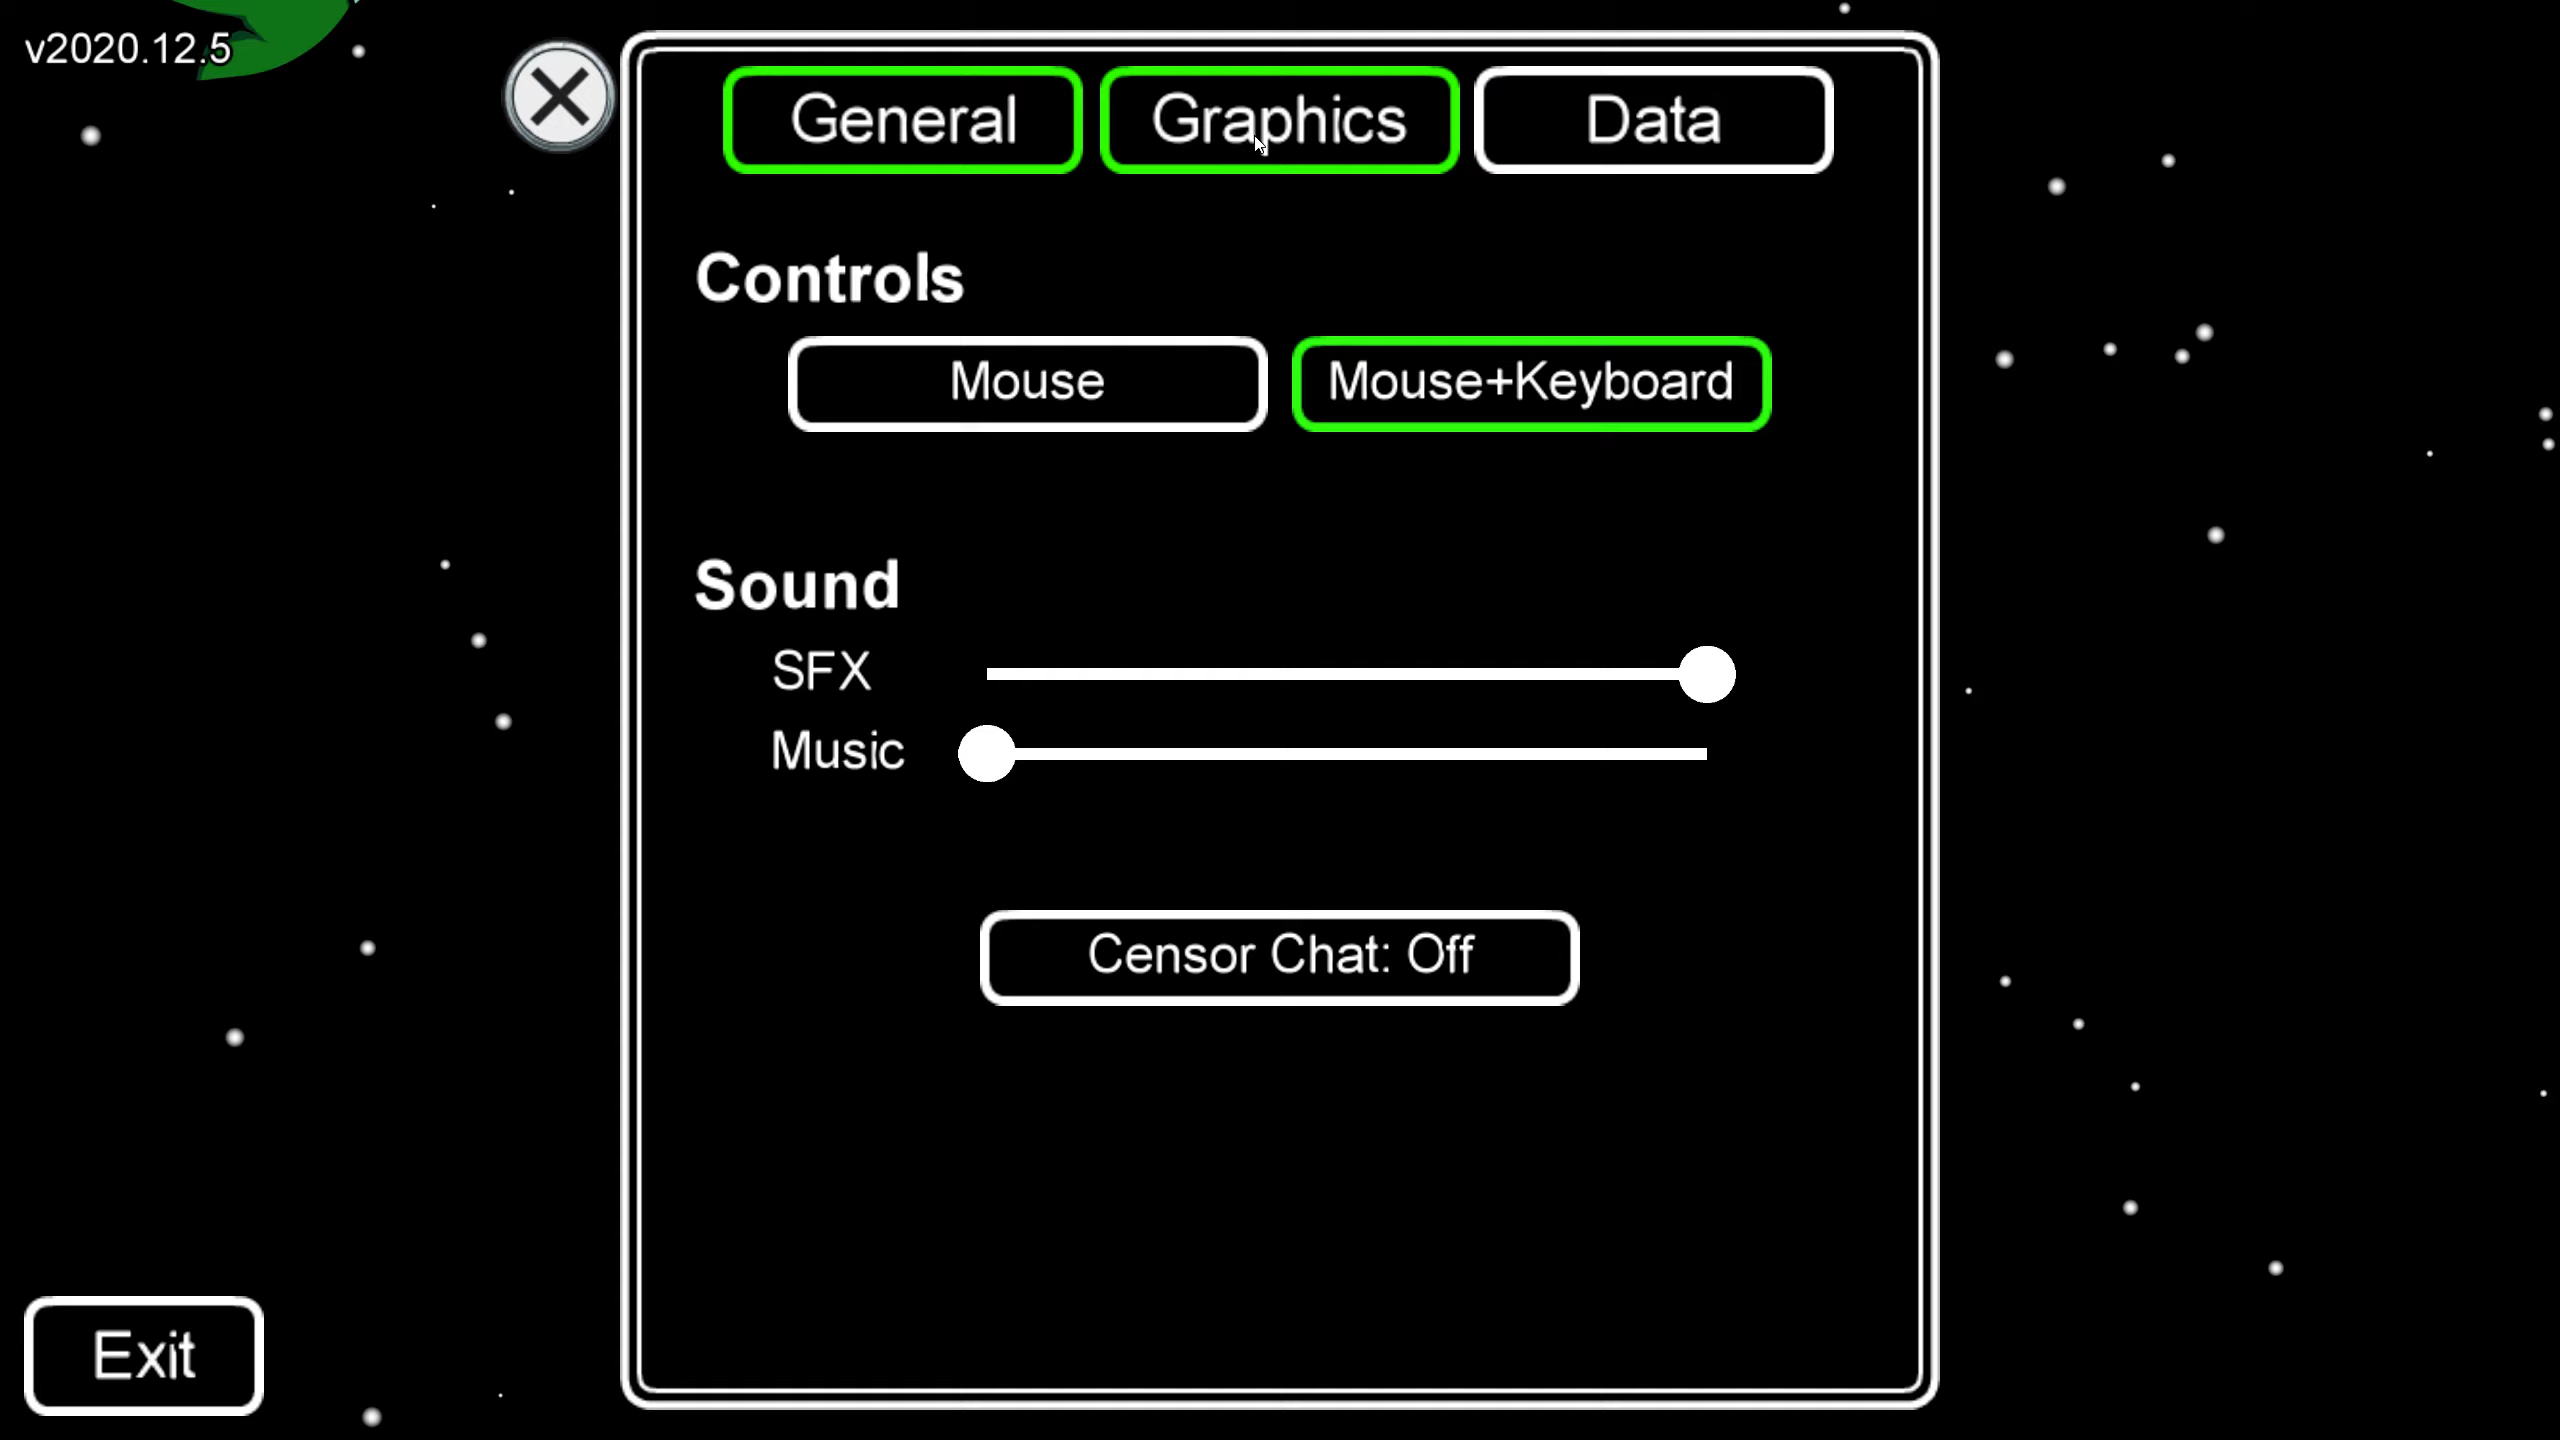 v2020.12.5
General Graphics Data
Controls
Mouse Mouse+Keyboard
Sound
SFX
Music
Censor Chat: Off
Exit